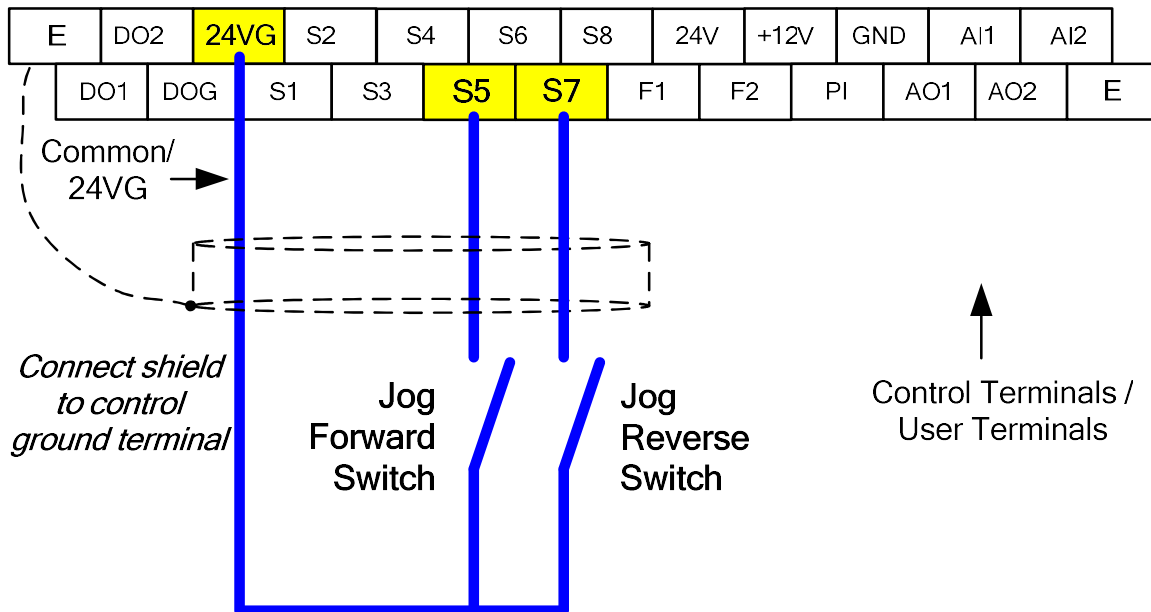 E DO2 24VG S2 S4 S6 S8 24V +12V GND AI1 AI2
DO1 DOG S1 S3 S5 S7 F1 F2 PI AO1 AO2 E
Common/
24VG
Connect shield
to control
ground terminal
Jog
Forward
Switch
Jog
Reverse
Switch
Control Terminals /
User Terminals